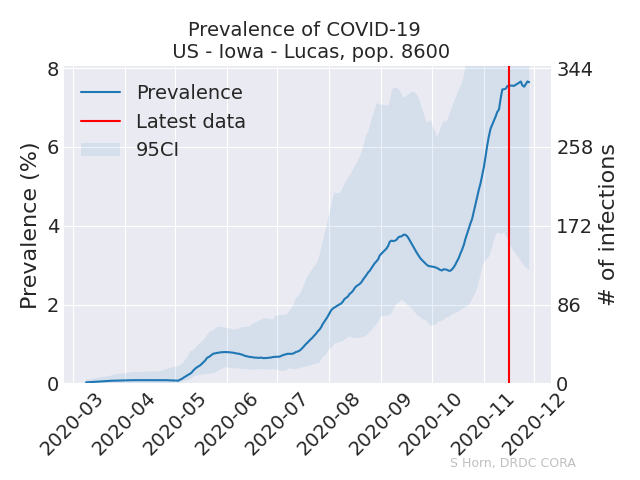 Prevalence of COVID-19
US - Iowa - Lucas, pop. 8600
8
6
4
2
0
Prevalence (%)
344
258
172
86
0
# of infections
Prevalence
Latest data
95CI
2020-03
2020-04
2020-05
2020-06
2020-07
2020-08
2020-09
2020-10
2020-11
2020-12
S Horn, DRDC CORA